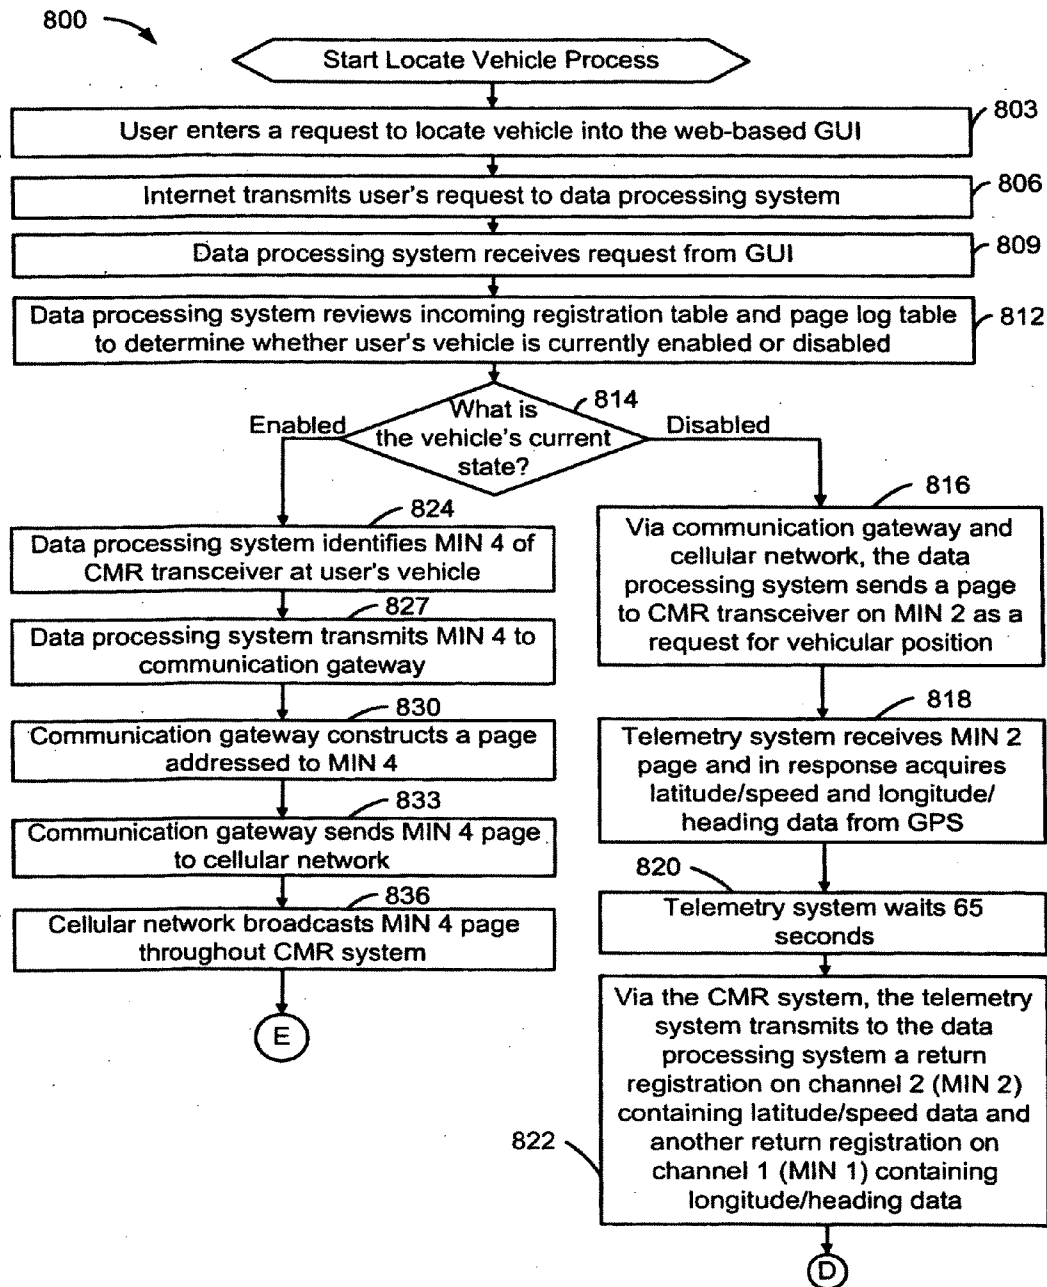 800
Start Locate Vehicle Process
803
User enters a request to locate vehicle into the web-based GUI
806
Internet transmits user's request to data processing system
809
Data processing system receives request from GUI
812
Data processing system reviews incoming registration table and page log table
to determine whether user's vehicle is currently enabled or disabled
814
What is
the vehicle's current
state?
Enabled
Disabled
824
Data processing system identifies MIN 4 of
CMR transceiver at user's vehicle
827
Data processing system transmits MIN 4 to
communication gateway
830
Communication gateway constructs a page
addressed to MIN 4
833
Communication gateway sends MIN 4 page
to cellular network
836
Cellular network broadcasts MIN 4 page
throughout CMR system
E
816
Via communication gateway and
cellular network, the data
processing system sends a page
to CMR transceiver on MIN 2 as a
request for vehicular position
818
Telemetry system receives MIN 2
page and in response acquires
latitude/speed and longitude/
heading data from GPS
820
Telemetry system waits 65
seconds
822
Via the CMR system, the telemetry
system transmits to the data
processing system a return
registration on channel 2 (MIN 2)
containing latitude/speed data and
another return registration on
channel 1 (MIN 1) containing
longitude/heading data
D